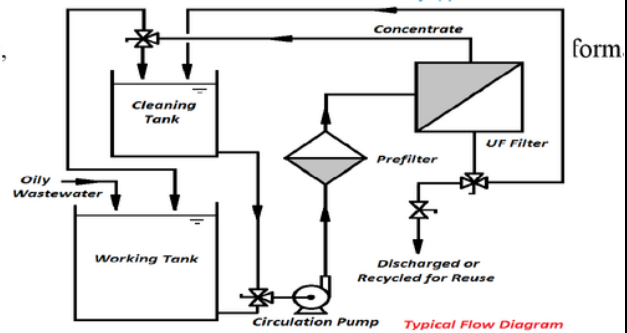 Concentrate
form
,
Cleaning
Tank
UF Filter
Prefilter
Oily
Wastewater
Working Tank
Discharged or
Recycled for Reuse
Circulation Pump
Typical Flow Diagram